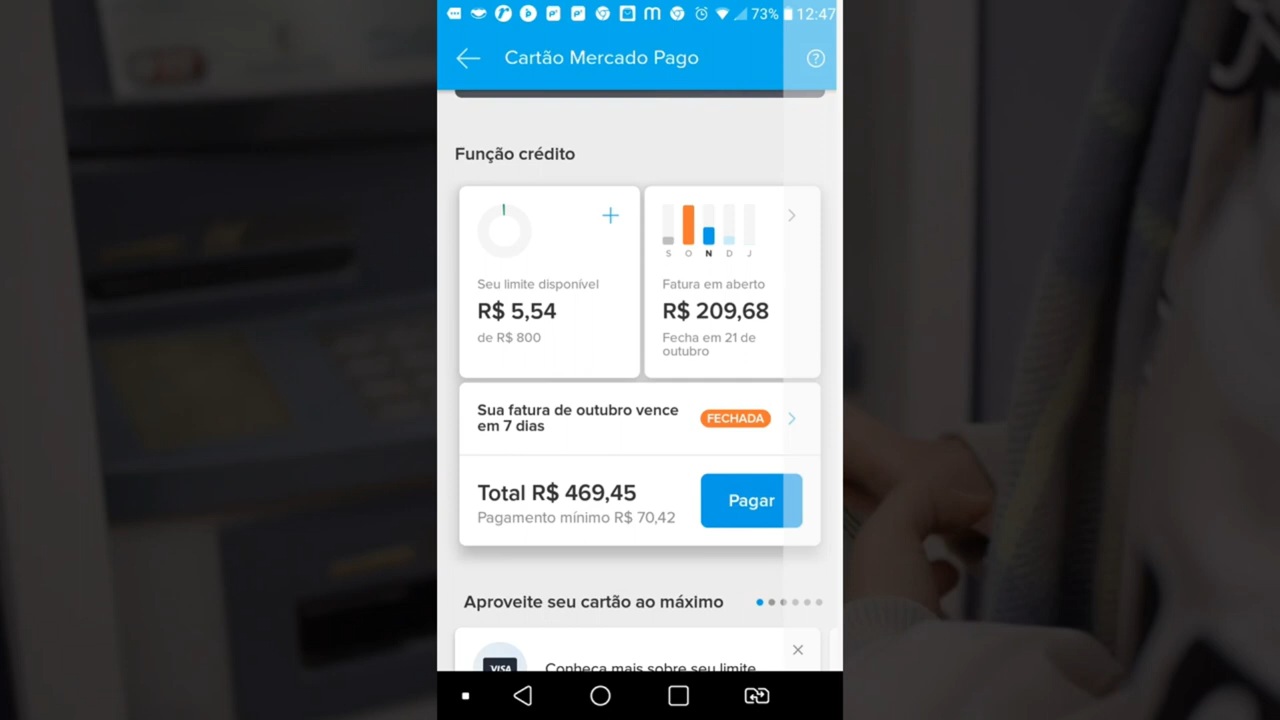 73% 12:47
Cartão Mercado Pago
Função crédito
Seu limite disponível
R$ 5,54
de R$ 800
S O N D J
Fatura em aberto
R$ 209,68
Fecha em 21 de
outubro
Sua fatura de outubro vence
em 7 dias
FECHADA
Total R$ 469,45
Pagamento mínimo R$ 70,42
Pagar
Aproveite seu cartão ao máximo
VISA
Conheça mais sobre seu limite